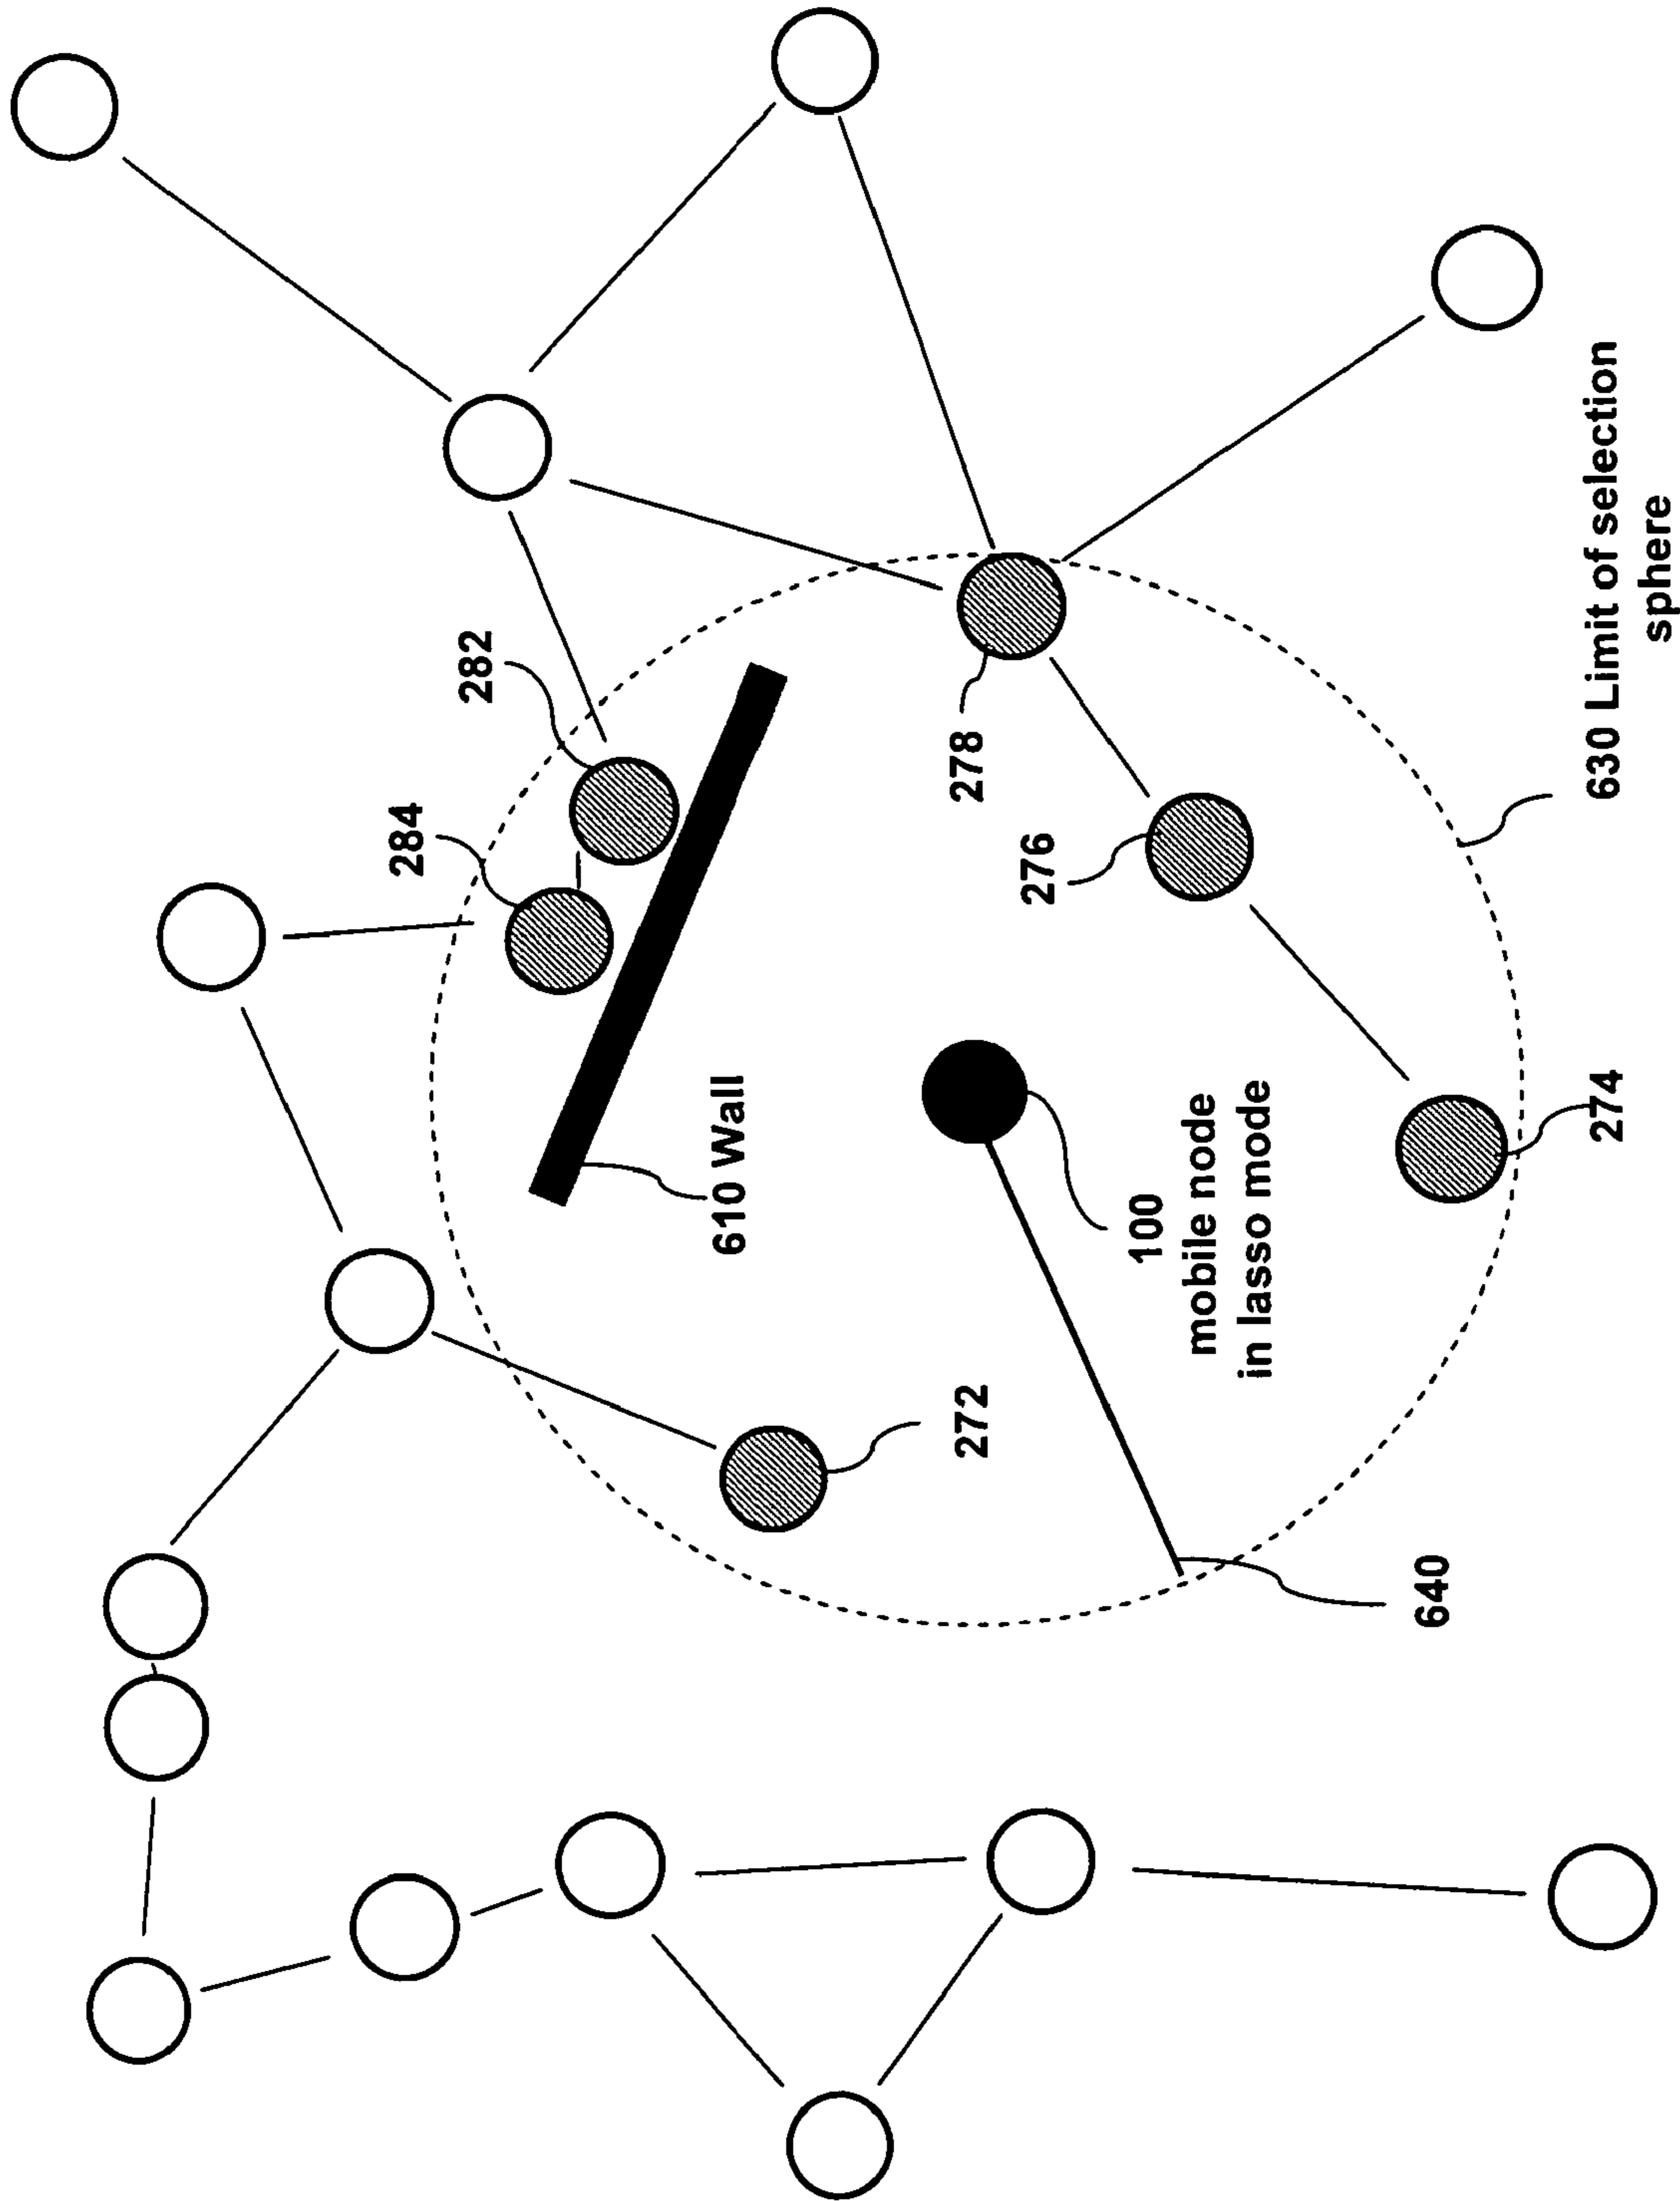 282
284
278
276
610 Wall
272
100
mobile node
in lasso mode
640
274
630 Limit of selection
sphere